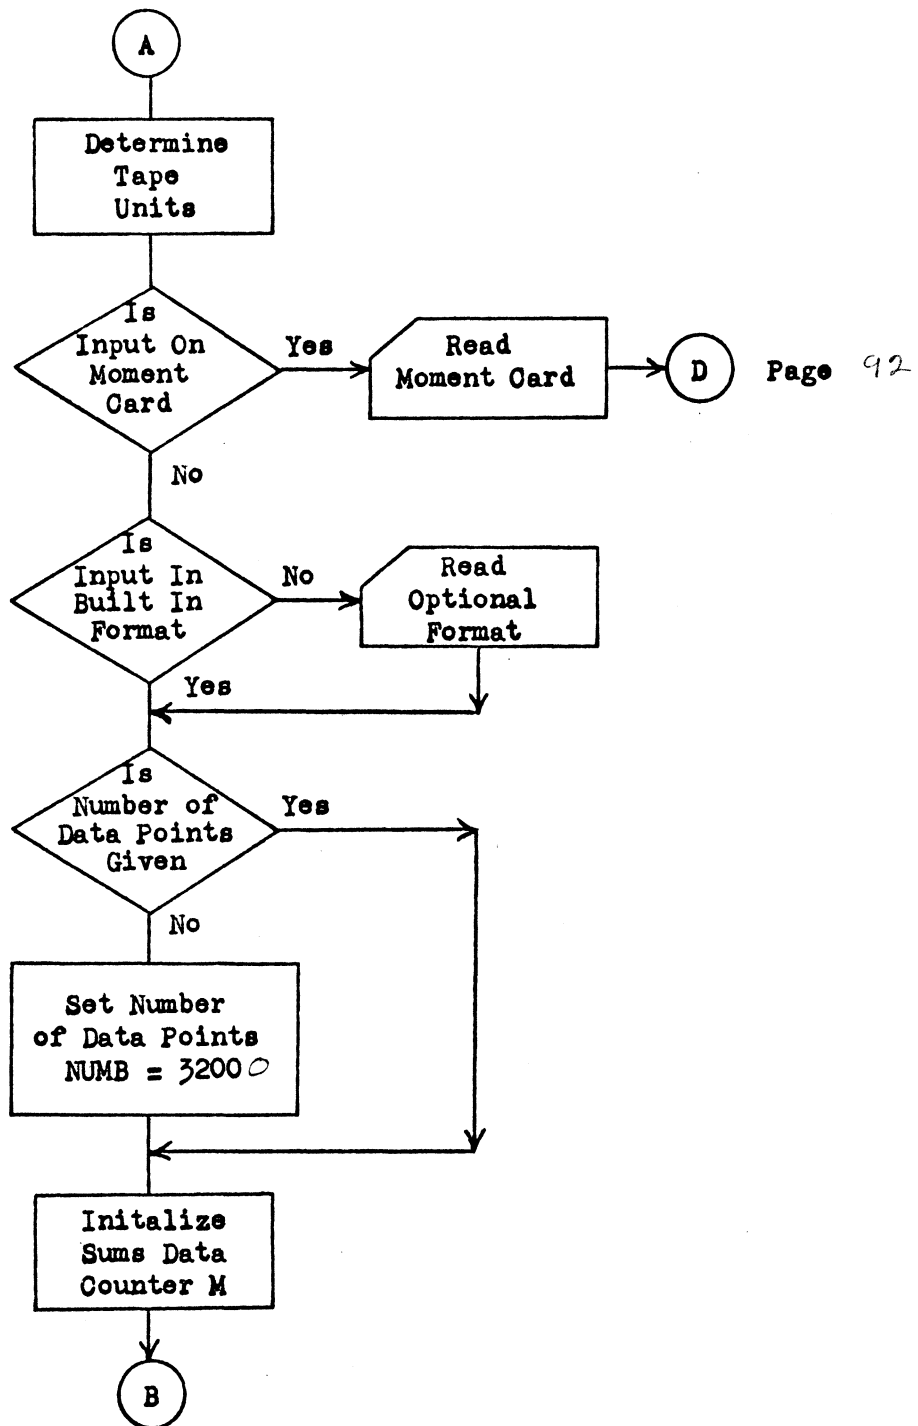 A
Determine
Tape
Units
Is
Input On
Moment
Card
Yes
Read
Moment Card
D
Page 92
No
Is
Input In
Built In
Format
No
Read
Optional
Format
Yes
Is
Number of
Data Points
Given
Yes
No
Set Number
of Data Points
NUMB = 32000
Initalize
Sums Data
Counter M
B